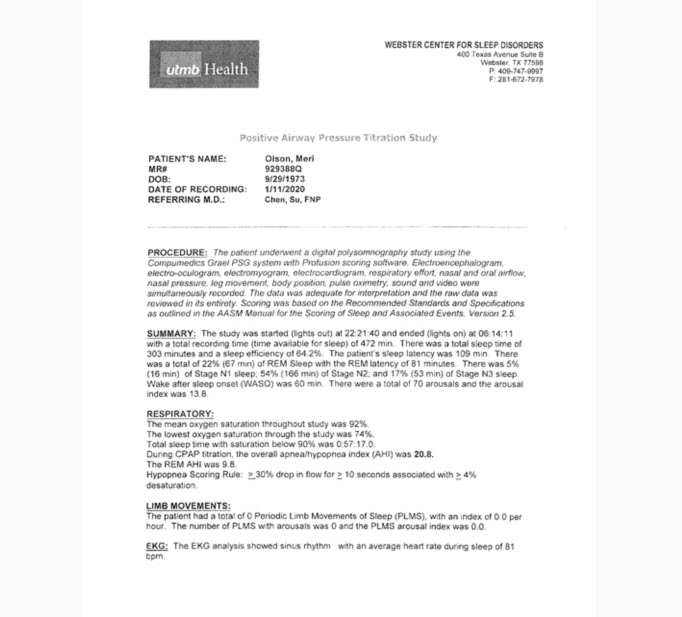 utmb Health
WEBSTER CENTER FOR SLEEP DISORDERS
400 Texas Avenue Suite B
Webster, TX 77598
P: 409-747-9997
F: 281-672-7978
Positive Airway Pressure Titration Study
PATIENT'S NAME: Olson, Meri
MR# 929388Q
DOB: 9/29/1973
DATE OF RECORDING: 1/11/2020
REFERRING M.D.: Chen, Su, FNP
PROCEDURE: The patient underwent a digital polysomnography study using the
Compumedics Grael PSG system with Profusion scoring software. Electroencephalogram,
electro-oculogram, electromyogram, electrocardiogram, respiratory effort, nasal and oral airflow,
nasal pressure, leg movement, body position, pulse oximetry, sound and video were
simultaneously recorded. The data was adequate for interpretation and the raw data was
reviewed in its entirety. Scoring was based on the Recommended Standards and Specifications
as outlined in the AASM Manual for the Scoring of Sleep and Associated Events, Version 2.5.
SUMMARY: The study was started (lights out) at 22:21:40 and ended (lights on) at 06:14:11
with a total recording time (time available for sleep) of 472 min. There was a total sleep time of
303 minutes and a sleep efficiency of 64.2%. The patient's sleep latency was 109 min. There
was a total of 22% (67 min) of REM Sleep with the REM latency of 81 minutes. There was 5%
(16 min) of Stage N1 sleep; 54% (166 min) of Stage N2; and 17% (53 min) of Stage N3 sleep.
Wake after sleep onset (WASO) was 60 min. There were a total of 70 arousals and the arousal
index was 13.8.
RESPIRATORY:
The mean oxygen saturation throughout study was 92%.
The lowest oxygen saturation through the study was 74%.
Total sleep time with saturation below 90% was 0:57:17.0.
During CPAP titration, the overall apnea/hypopnea index (AHI) was 20.8.
The REM AHI was 9.8.
Hypopnea Scoring Rule: ≥30% drop in flow for ≥ 10 seconds associated with ≥ 4%
desaturation.
LIMB MOVEMENTS:
The patient had a total of 0 Periodic Limb Movements of Sleep (PLMS), with an index of 0.0 per
hour. The number of PLMS with arousals was 0 and the PLMS arousal index was 0.0.
EKG: The EKG analysis showed sinus rhythm with an average heart rate during sleep of 81
bpm.